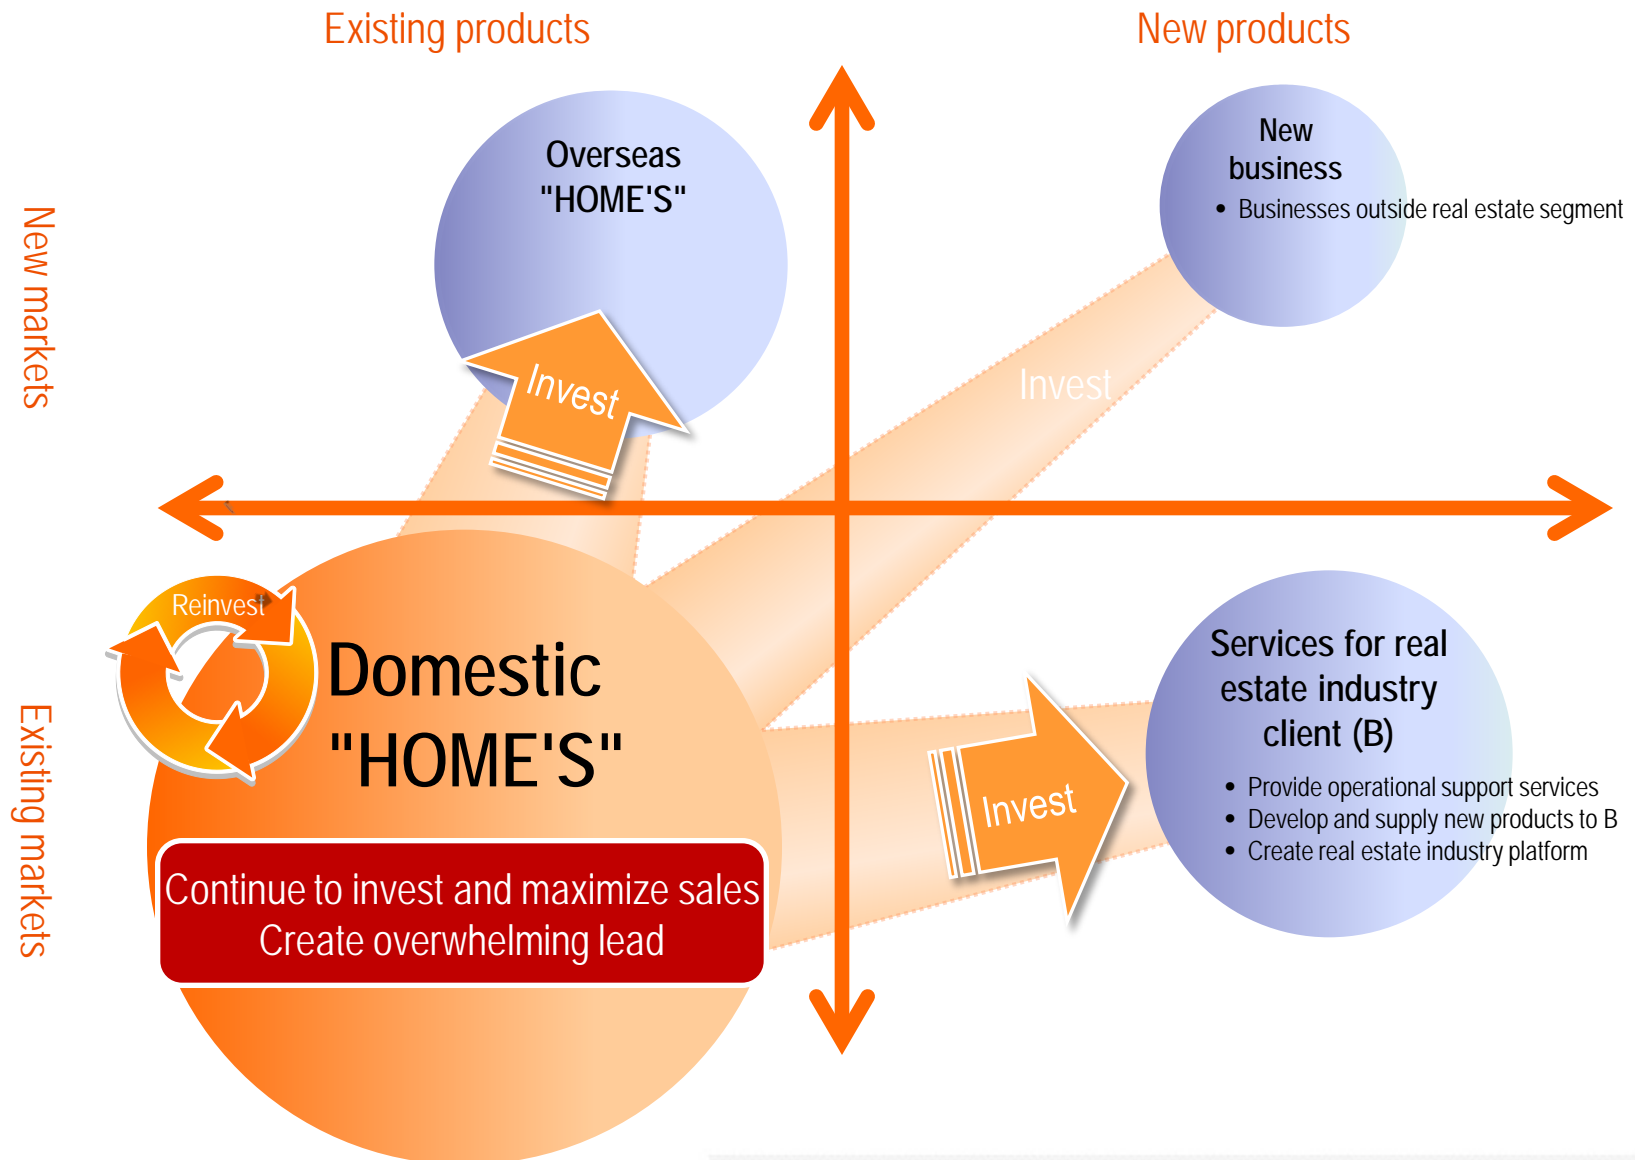 Existing products
New products
New markets
Existing markets
Overseas
"HOME'S"
Invest
New
business
• Businesses outside real estate segment
Invest
Reinvest
Domestic
"HOME'S"
Continue to invest and maximize sales
Create overwhelming lead
Invest
Services for real
estate industry
client (B)
• Provide operational support services
• Develop and supply new products to B
• Create real estate industry platform